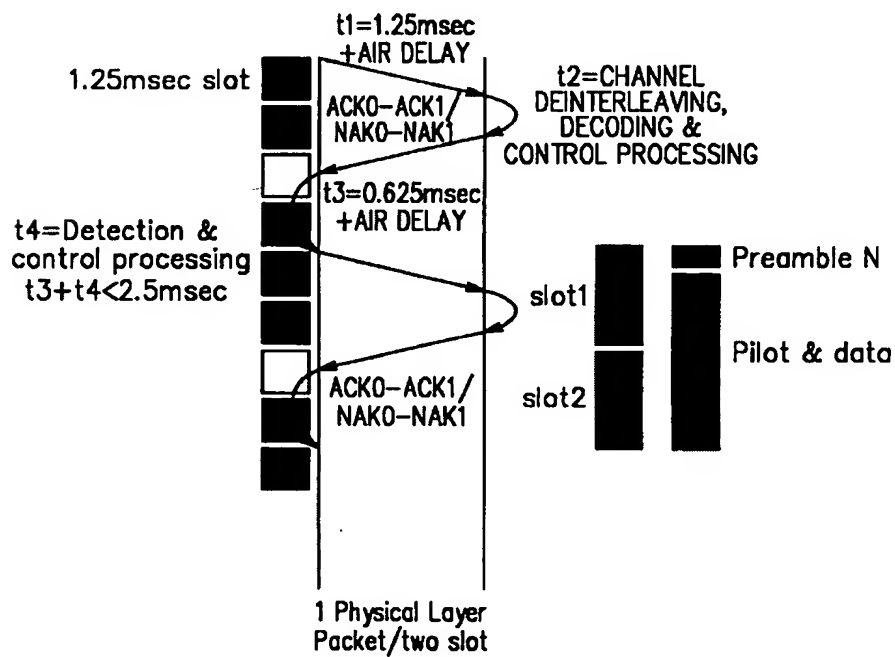 t1=1.25msec
+AIR DELAY
1.25msec slot
ACK0-ACK1/
NAK0-NAK1
t2=CHANNEL
DEINTERLEAVING,
DECODING &
CONTROL PROCESSING
t3=0.625msec
+AIR DELAY
t4=Detection &
control processing
t3+t4<2.5msec
slot1
slot2
Preamble N
Pilot & data
ACK0-ACK1/
NAK0-NAK1
1 Physical Layer
Packet/two slot